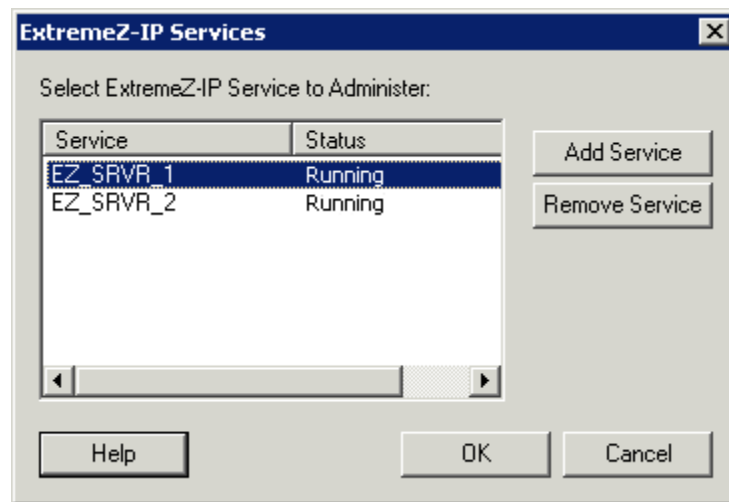 ExtremeZ-IP Services
Select ExtremeZ-IP Service to Administer:
Service Status
EZ_SRVR_1 Running
EZ_SRVR_2 Running
Add Service
Remove Service
Help OK Cancel